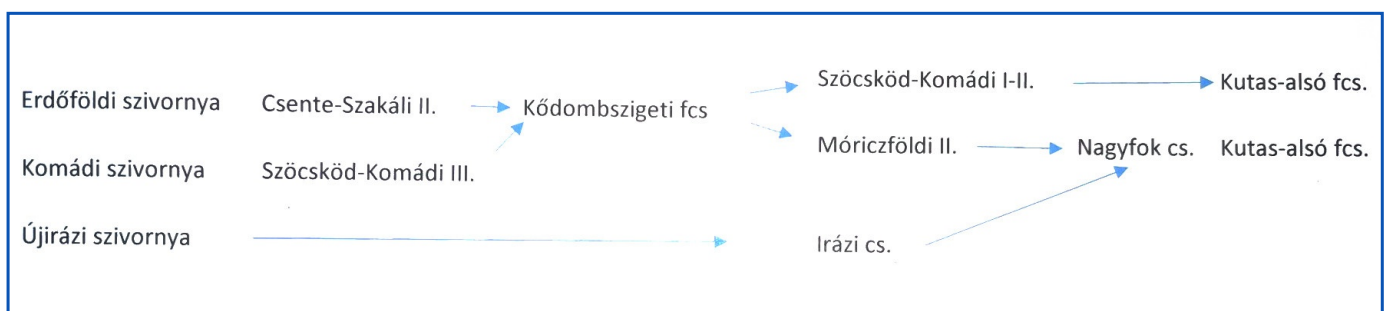 Szöcsköd-Komádi I-II. Kutas-alsó fcs.
Erdőföldi szivornya Csente-Szakáli II. Kődombszigeti fcs
Móriczföldi II. Nagyfok cs. Kutas-alsó fcs.
Komádi szivornya Szöcsköd-Komádi III.
Újirázi szivornya Irázi cs.